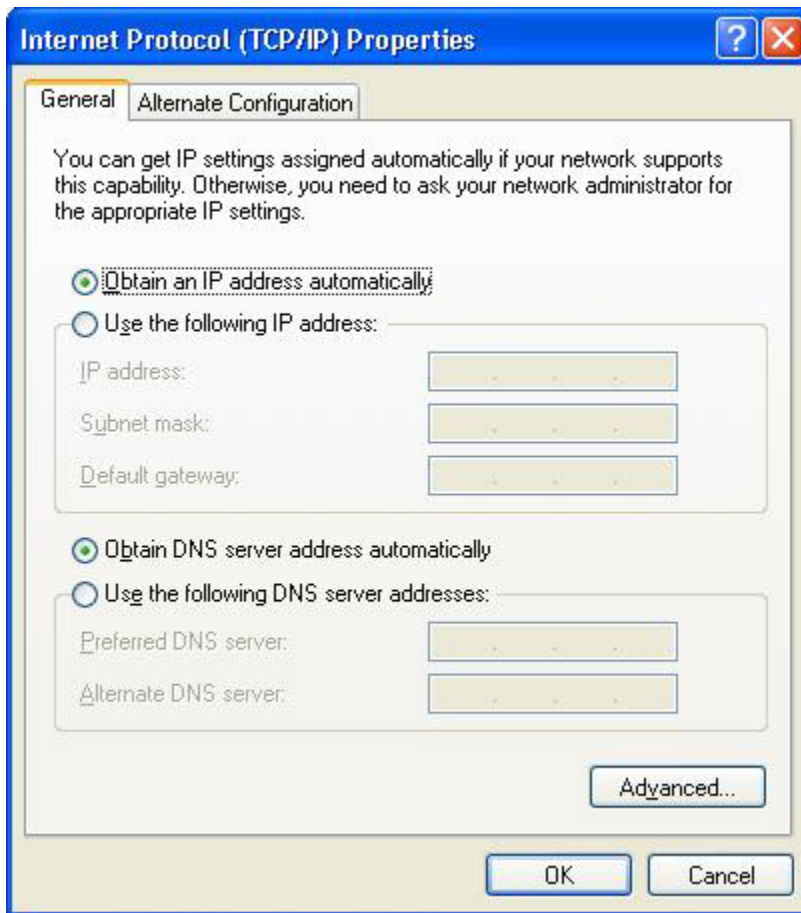 Internet Protocol (TCP/IP) Properties
General
Alternate Configuration
You can get IP settings assigned automatically if your network supports
this capability. Otherwise, you need to ask your network administrator for
the appropriate IP settings.
Obtain an IP address automatically
Use the following IP address:
IP address:
Subnet mask:
Default gateway:
Obtain DNS server address automatically
Use the following DNS server addresses:
Preferred DNS server:
Alternate DNS server:
Advanced...
OK
Cancel